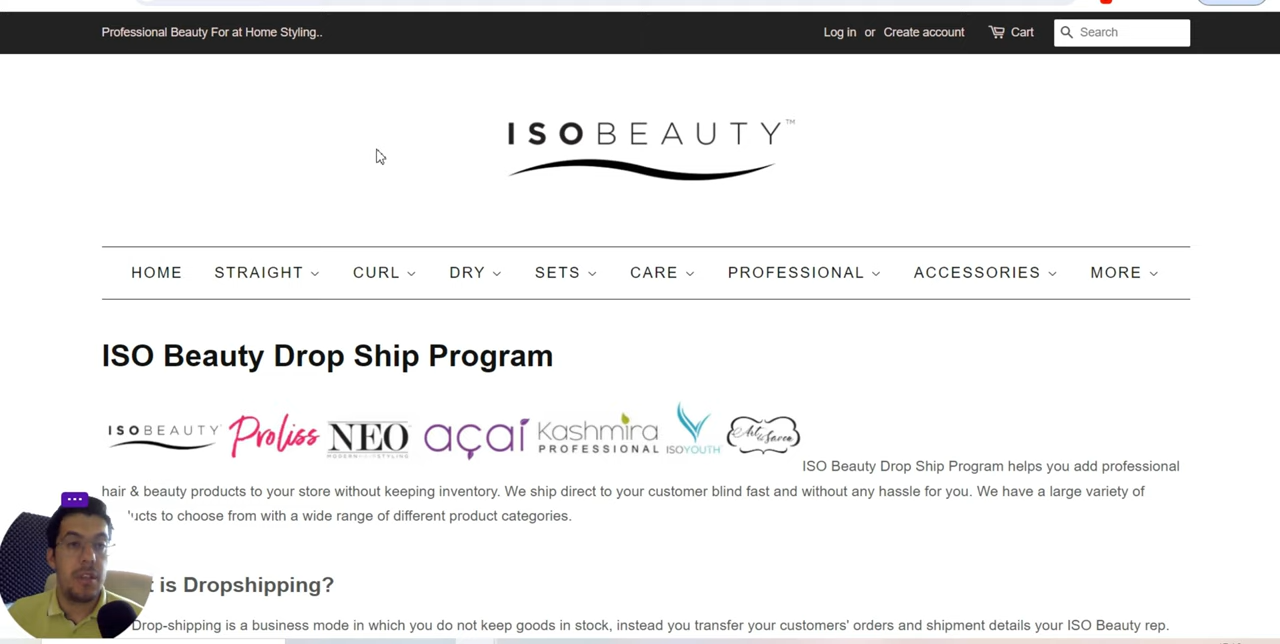 Professional Beauty For at Home Styling..
Log in or Create account Cart Search
ISOBEAUTY™
HOME STRAIGHT CURL DRY SETS CARE PROFESSIONAL ACCESSORIES MORE
ISO Beauty Drop Ship Program
ISOBEAUTY Proliss NEO açaí Kashmira PROFESSIONAL ISOYOUTH
ISO Beauty Drop Ship Program helps you add professional
hair & beauty products to your store without keeping inventory. We ship direct to your customer blind fast and without any hassle for you. We have a large variety of
to choose from with a wide range of different product categories.
is Dropshipping?
Drop-shipping is a business mode in which you do not keep goods in stock, instead you transfer your customers' orders and shipment details your ISO Beauty rep.